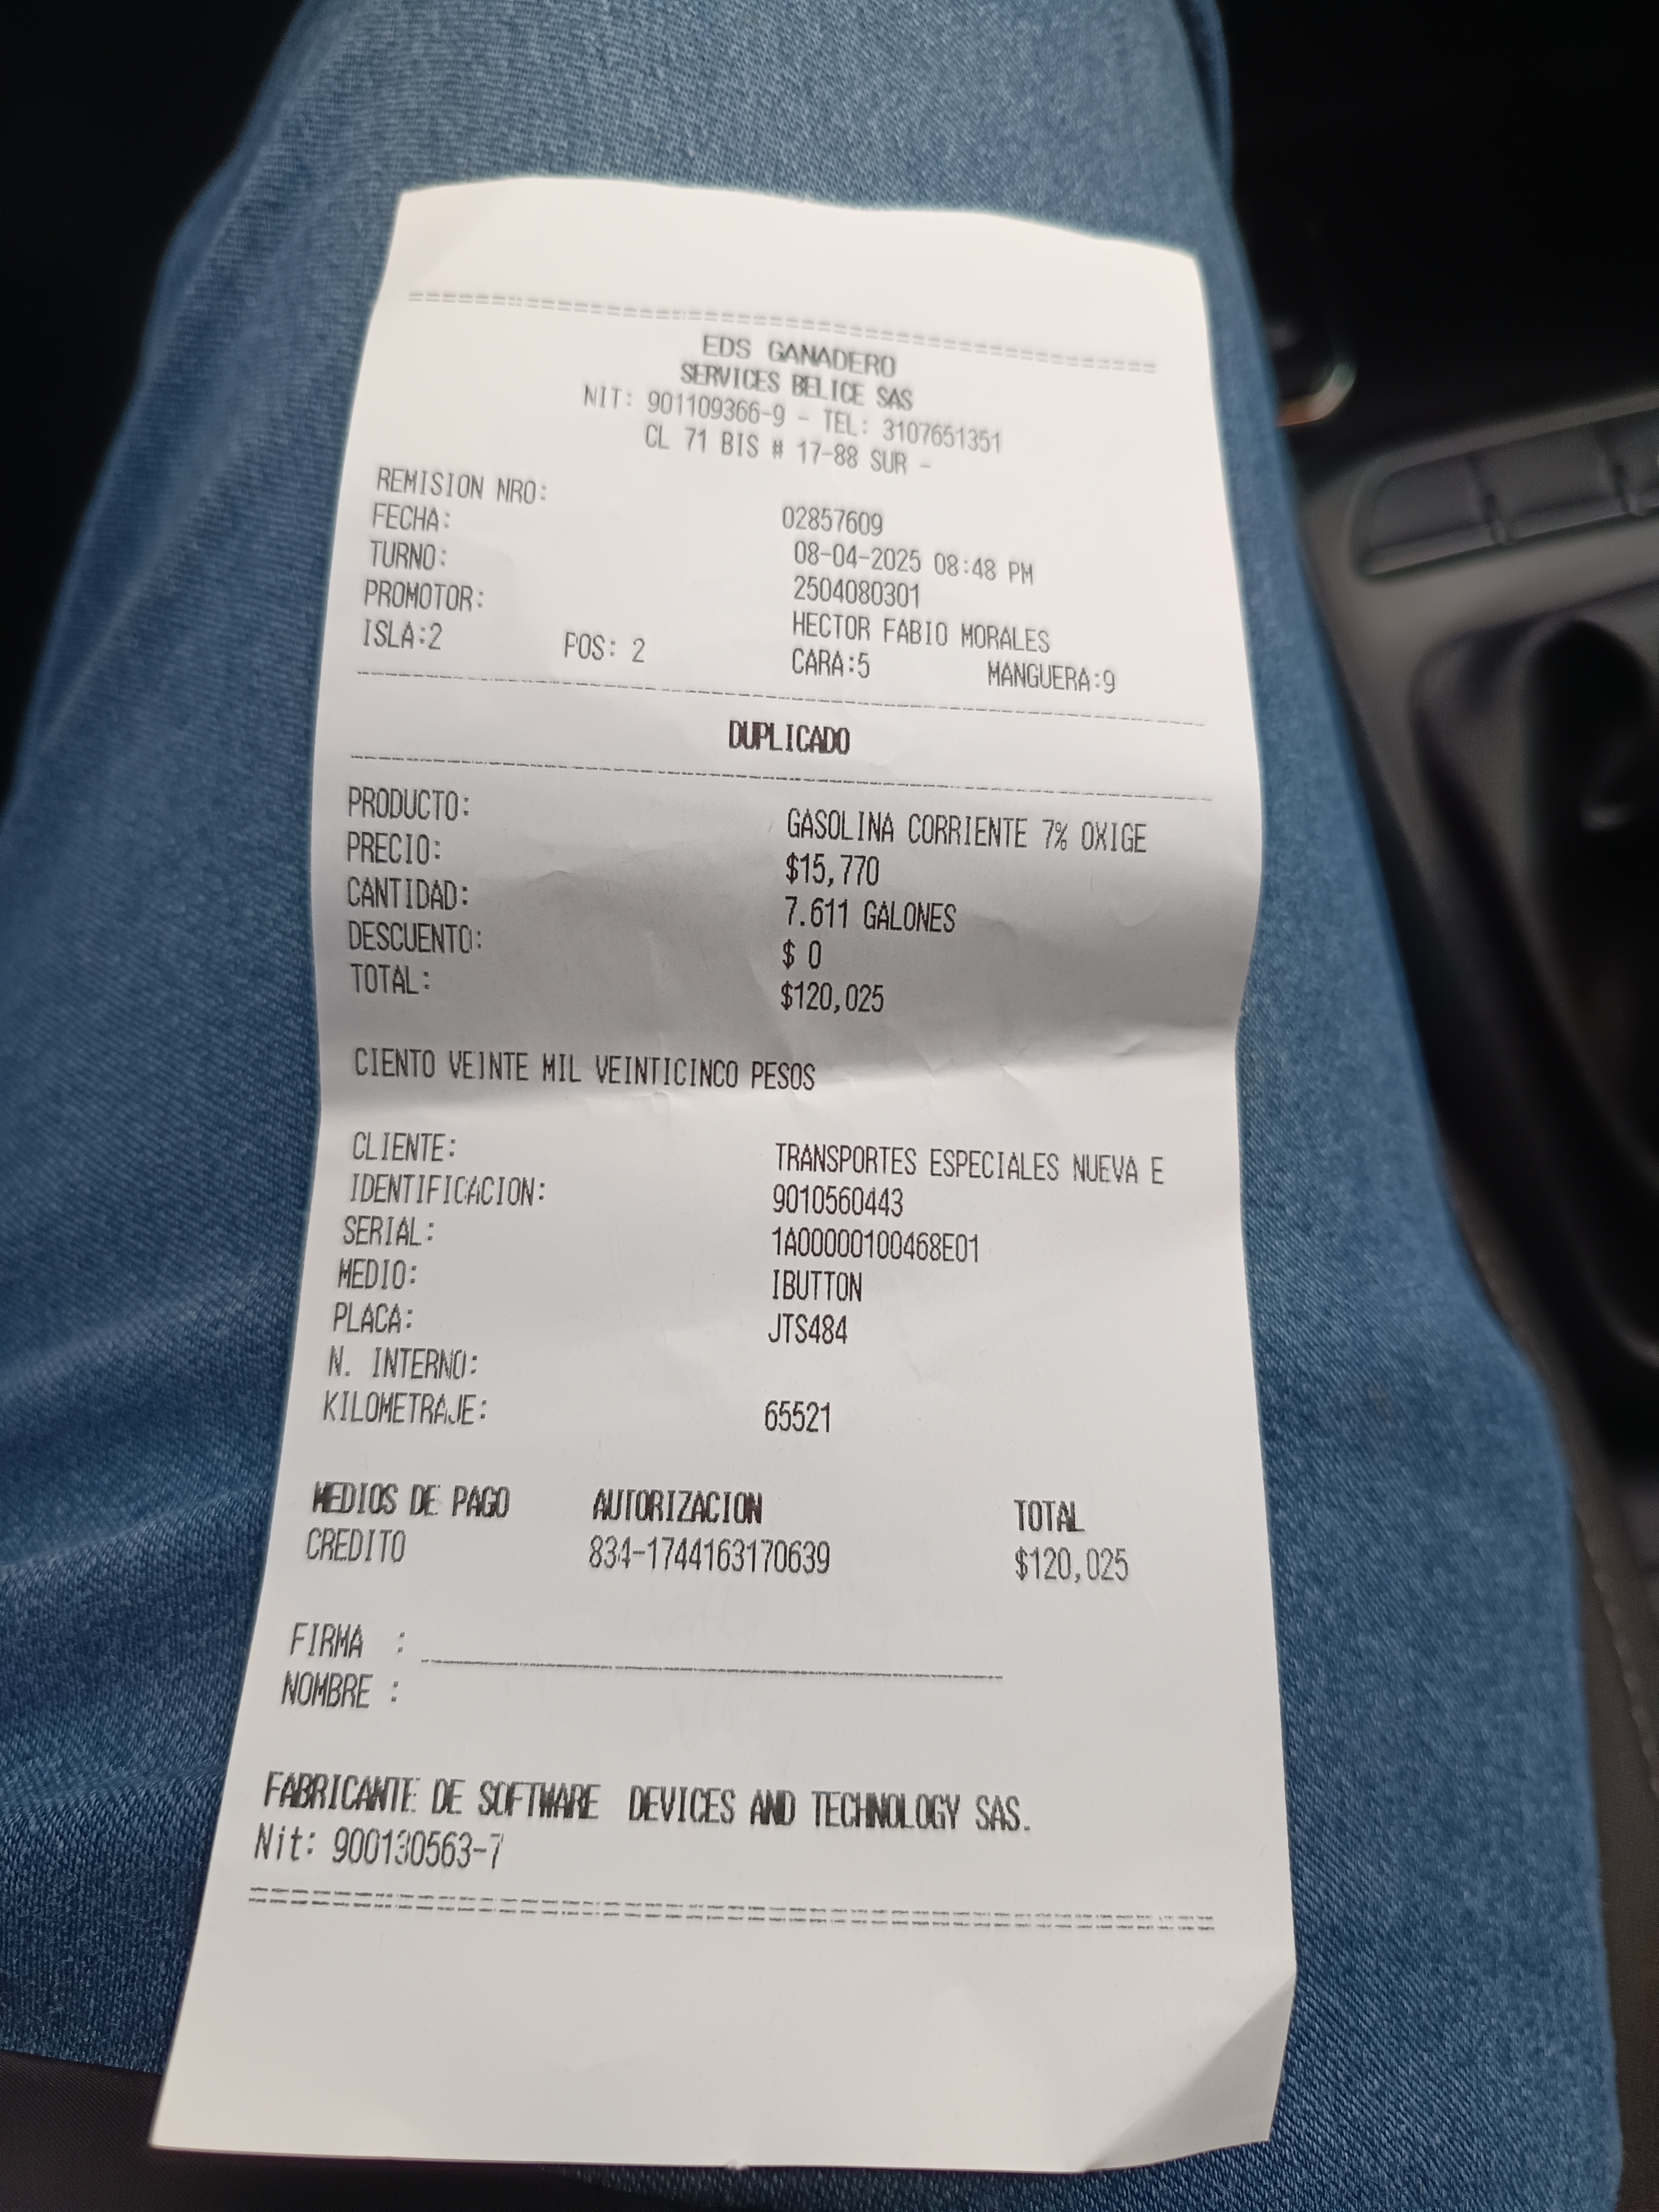 EDS GANADERO
SERVICES BELICE SAS
NIT: 901109366-9 - TEL: 3107651351
CL 71 BIS # 17-88 SUR -
REMISION NRO: 02857609
FECHA: 08-04-2025 08:48 PM
TURNO: 2504080301
PROMOTOR: HECTOR FABIO MORALES
ISLA:2 POS: 2 CARA:5 MANGUERA:9
DUPLICADO
PRODUCTO: GASOLINA CORRIENTE 7% OXIGE
PRECIO: $15,770
CANTIDAD: 7.611 GALONES
DESCUENTO: $ 0
TOTAL: $120,025
CIENTO VEINTE MIL VEINTICINCO PESOS
CLIENTE: TRANSPORTES ESPECIALES NUEVA E
IDENTIFICACION: 9010560443
SERIAL: 1A00000100468E01
MEDIO: IBUTTON
PLACA: JTS484
N. INTERNO:
KILOMETRAJE: 65521
MEDIOS DE PAGO AUTORIZACION TOTAL
CREDITO 834-1744163170639 $120,025
FIRMA :
NOMBRE :
FABRICANTE DE SOFTWARE DEVICES AND TECHNOLOGY SAS.
Nit: 900130563-7